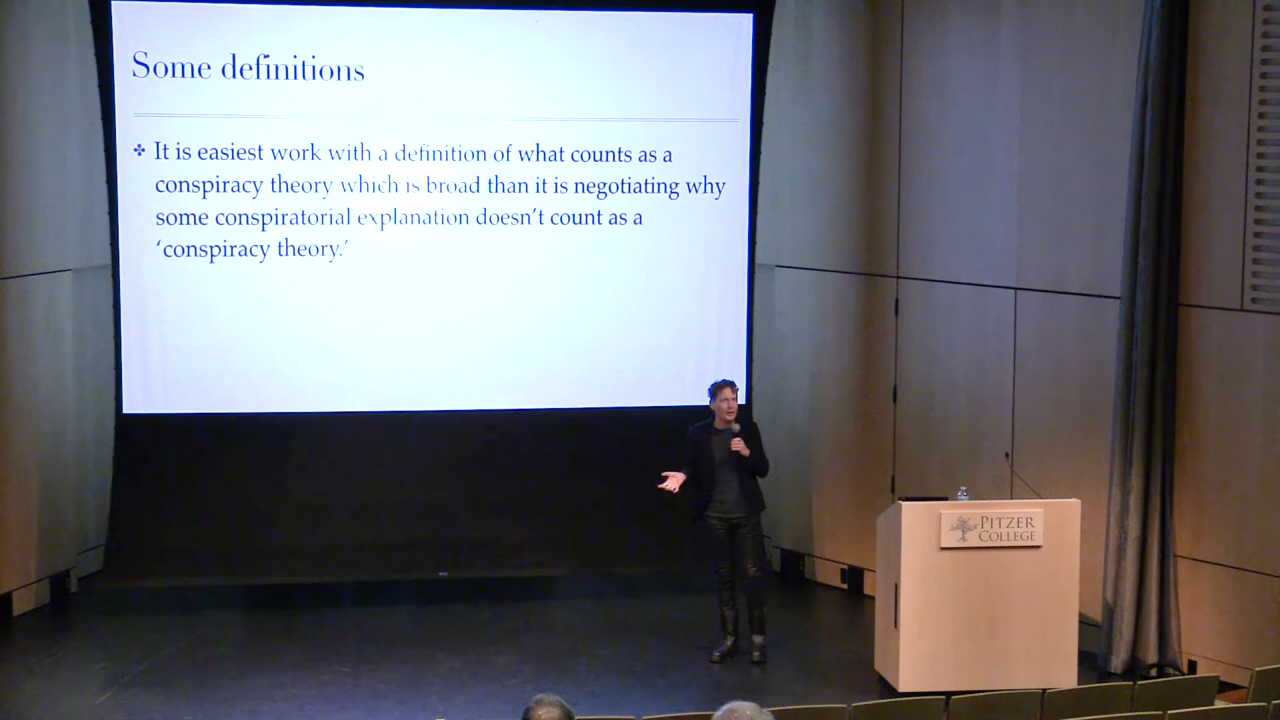 Some definitions
✤ It is easiest work with a definition of what counts as a
conspiracy theory which is broad than it is negotiating why
some conspiratorial explanation doesn’t count as a
‘conspiracy theory.’
PITZER
COLLEGE